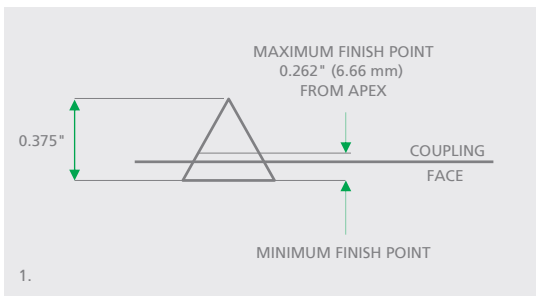 MAXIMUM FINISH POINT
0.262" (6.66 mm)
FROM APEX
0.375"
COUPLING
FACE
MINIMUM FINISH POINT
1.